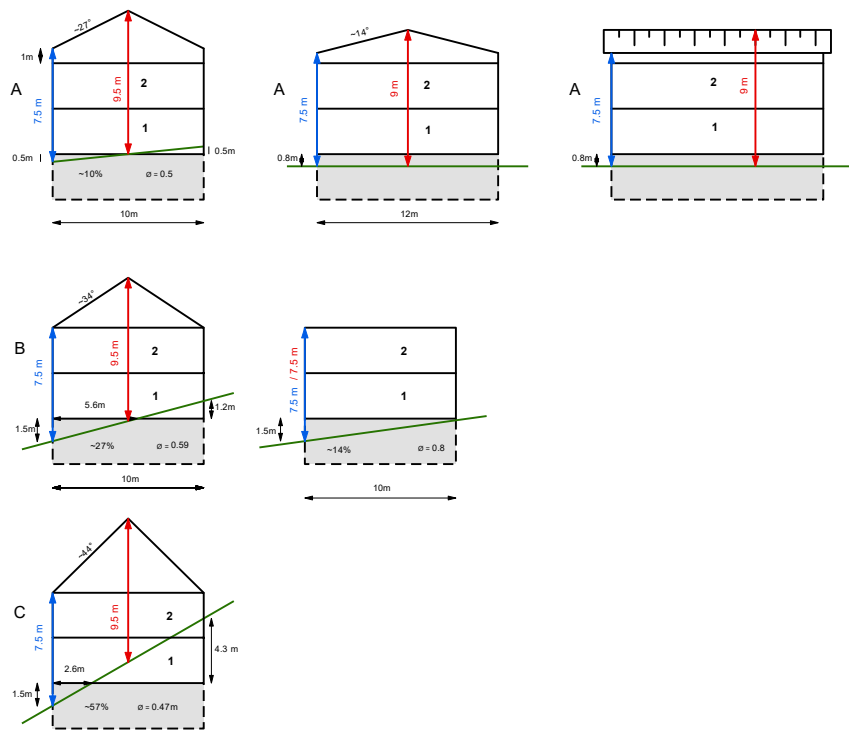 ~27°
1m
A
7.5 m
9.5 m
2
1
0.5m
0.5m
~10%
ø = 0.5
10m
~14°
A
7.5 m
9 m
2
1
0.8m
12m
A
7.5 m
9 m
2
1
0.8m
~34°
B
7.5 m
9.5 m
2
1
5.6m
1.5m
1.2m
~27%
ø = 0.59
10m
7.5 m / 7.5 m
2
1
1.5m
~14%
ø = 0.8
10m
~44°
C
7.5 m
9.5 m
2
1
4.3 m
2.6m
1.5m
~57%
ø = 0.47m
10m